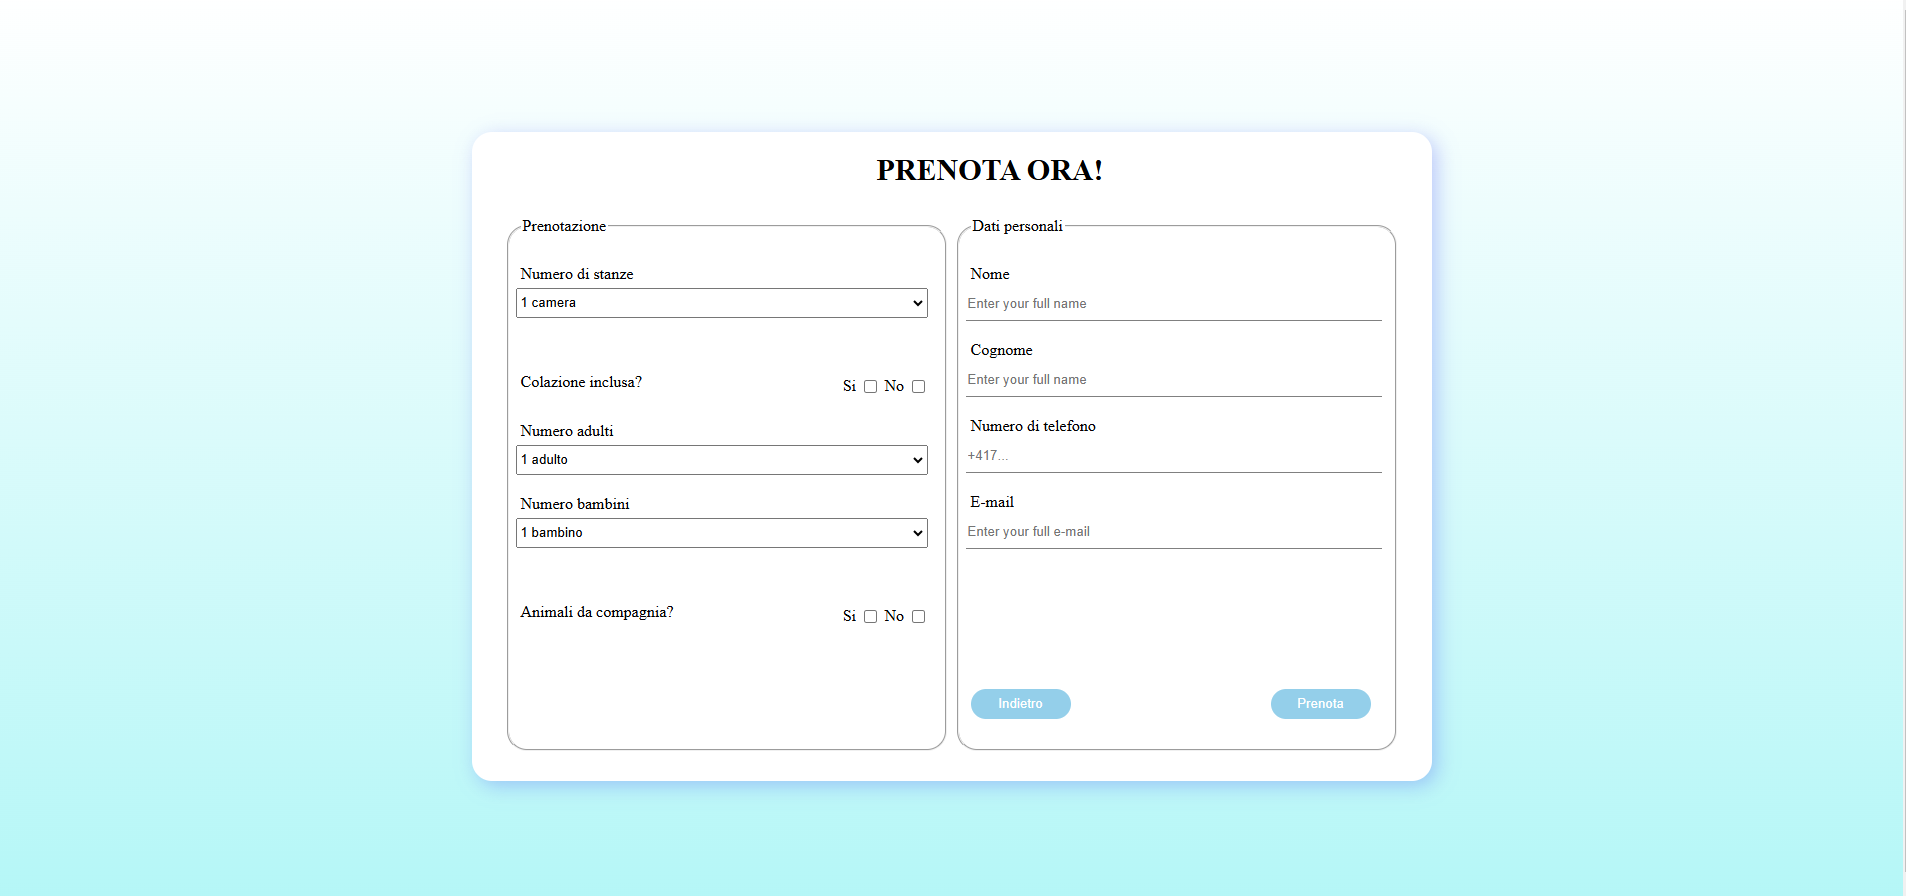 PRENOTA ORA!
Prenotazione
Numero di stanze
1 camera
Colazione inclusa?
Si No
Numero adulti
1 adulto
Numero bambini
1 bambino
Animali da compagnia?
Si No
Dati personali
Nome
Enter your full name
Cognome
Enter your full name
Numero di telefono
+417...
E-mail
Enter your full e-mail
Indietro
Prenota